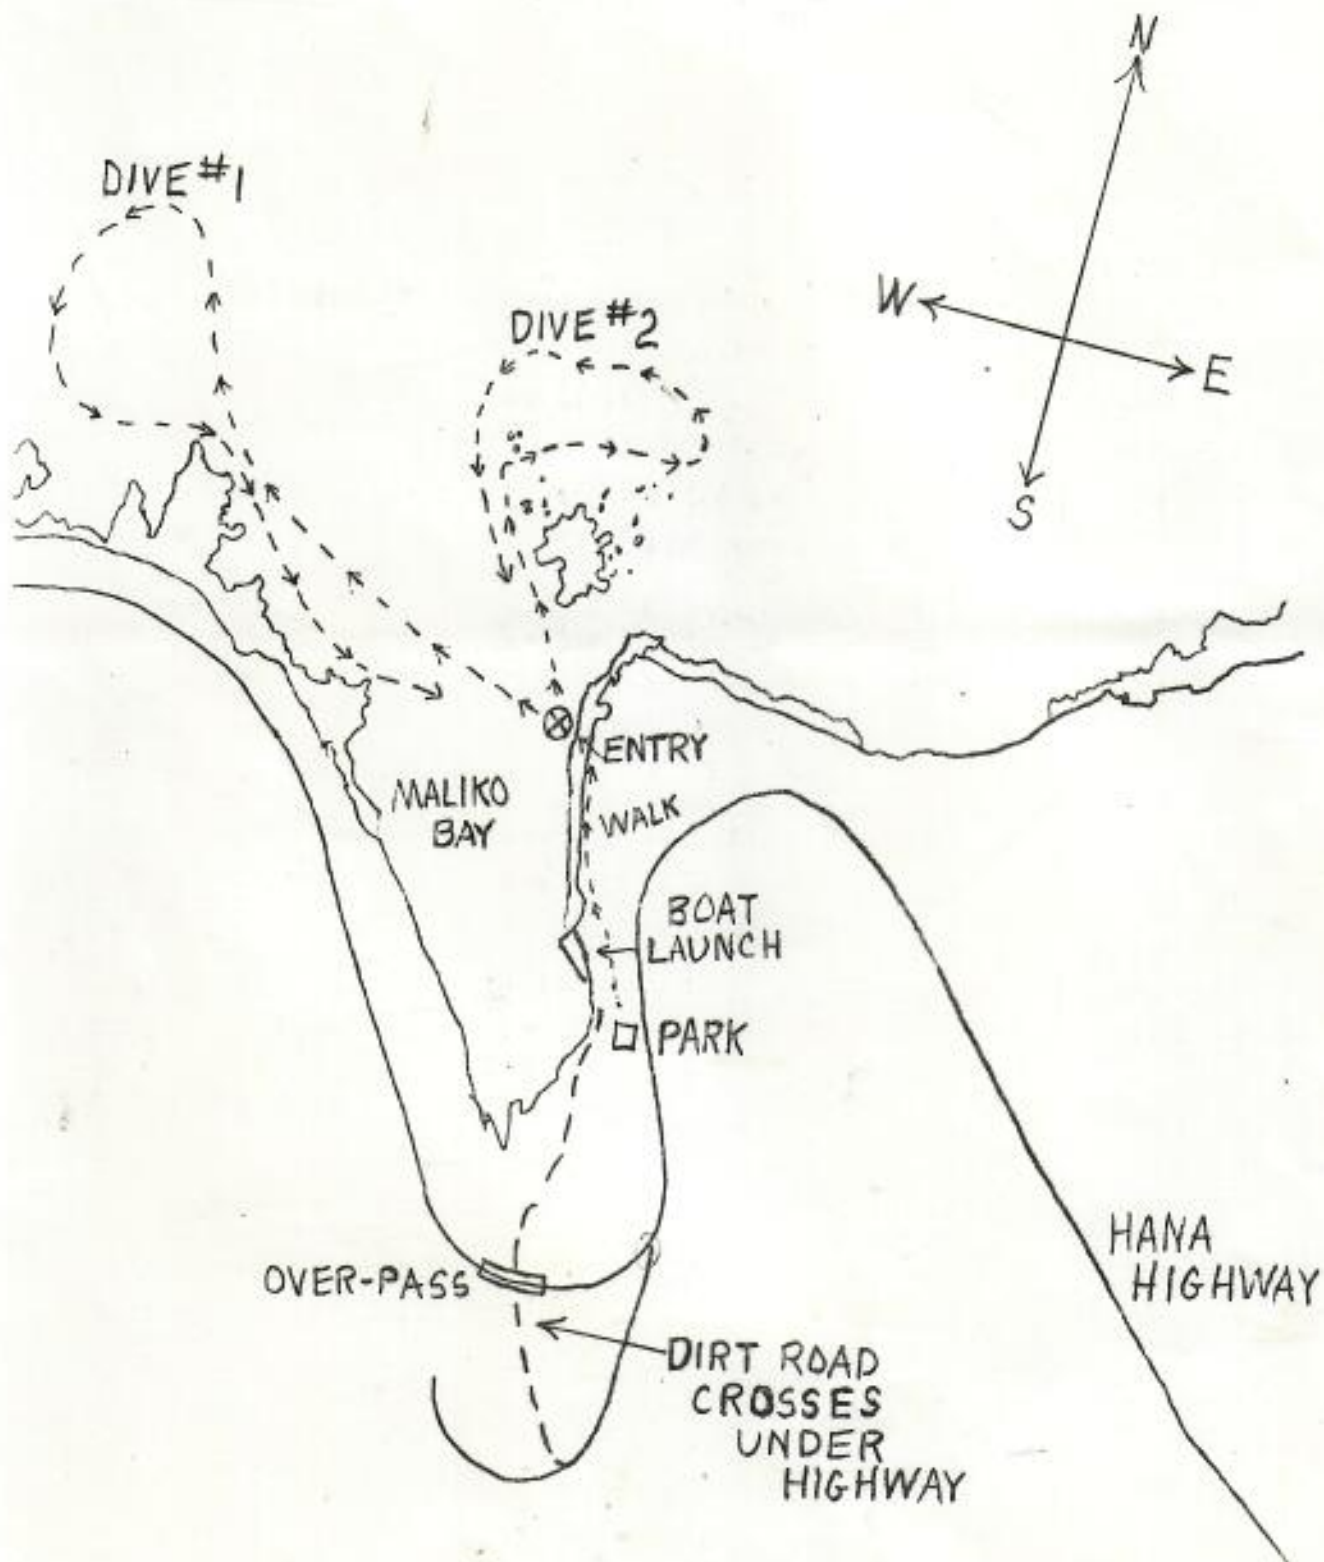 N
DIVE #1
W
DIVE #2
E
S
ENTRY
MALIKO
BAY
WALK
BOAT
LAUNCH
PARK
HANA
HIGHWAY
OVER-PASS
DIRT ROAD
CROSSES
UNDER
HIGHWAY